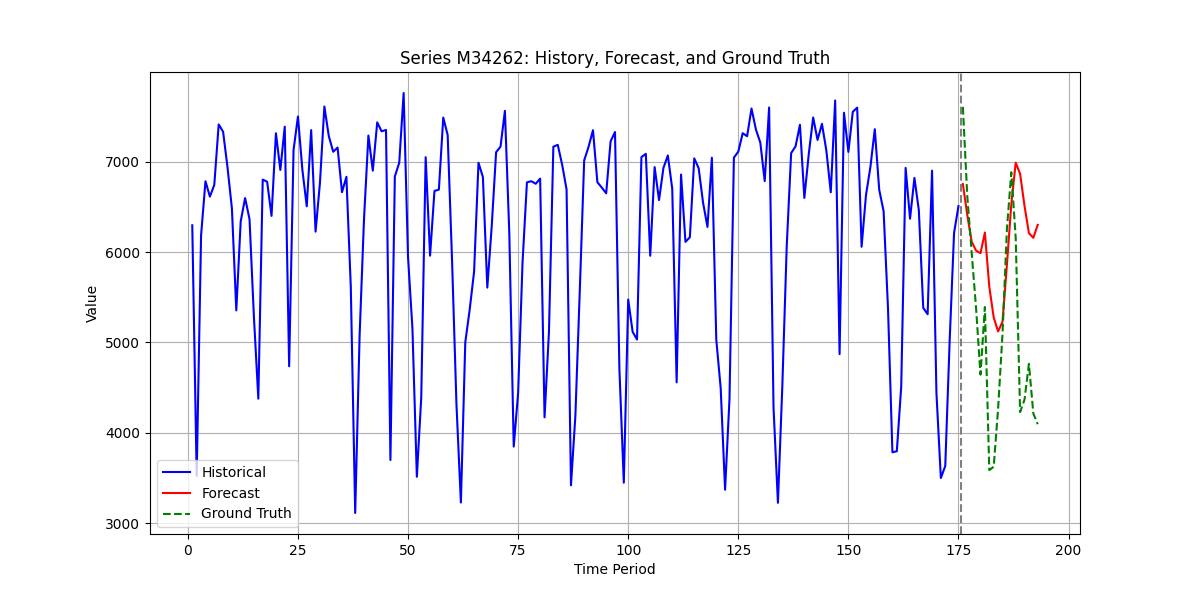 Series M34262: History, Forecast, and Ground Truth
Value
7000
6000
5000
4000
3000
Historical
Forecast
Ground Truth
0 25 50 75 100 125 150 175 200
Time Period